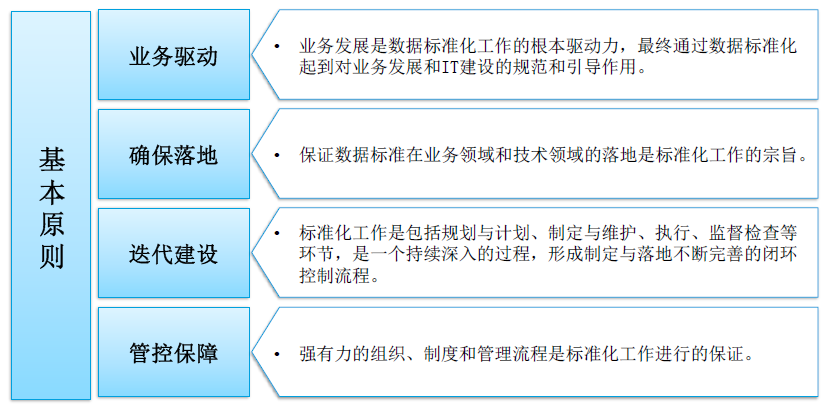 基本原则
业务驱动
• 业务发展是数据标准化工作的根本驱动力，最终通过数据标准化
起到对业务发展和IT建设的规范和引导作用。
确保落地
• 保证数据标准在业务领域和技术领域的落地是标准化工作的宗旨。
迭代建设
• 标准化工作是包括规划与计划、制定与维护、执行、监督检查等
环节，是一个持续深入的过程，形成制定与落地不断完善的闭环
控制流程。
管控保障
• 强有力的组织、制度和管理流程是标准化工作进行的保证。